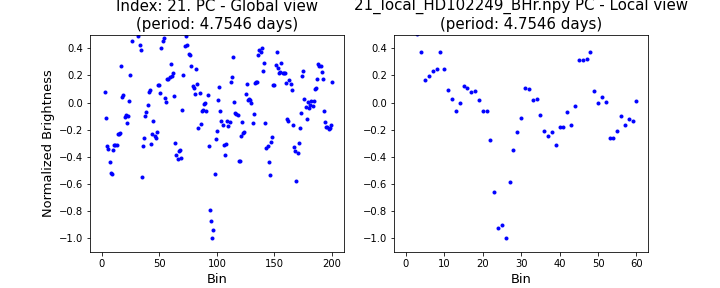 Index: 21. PC - Global view
(period: 4.7546 days)
21_local_HD102249_BHr.npy PC - Local view
(period: 4.7546 days)
Normalized Brightness
0.4
0.2
0.0
−0.2
−0.4
−0.6
−0.8
−1.0
0 50 100 150 200
Bin
0.4
0.2
0.0
−0.2
−0.4
−0.6
−0.8
−1.0
0 10 20 30 40 50 60
Bin